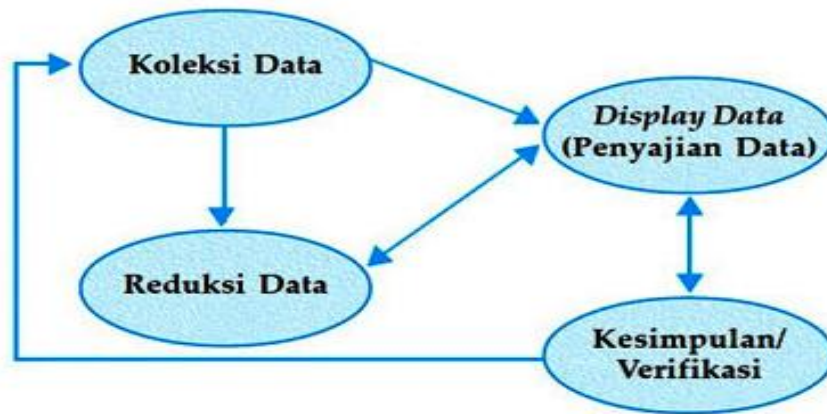 Koleksi Data
Display Data
(Penyajian Data)
Reduksi Data
Kesimpulan/
Verifikasi